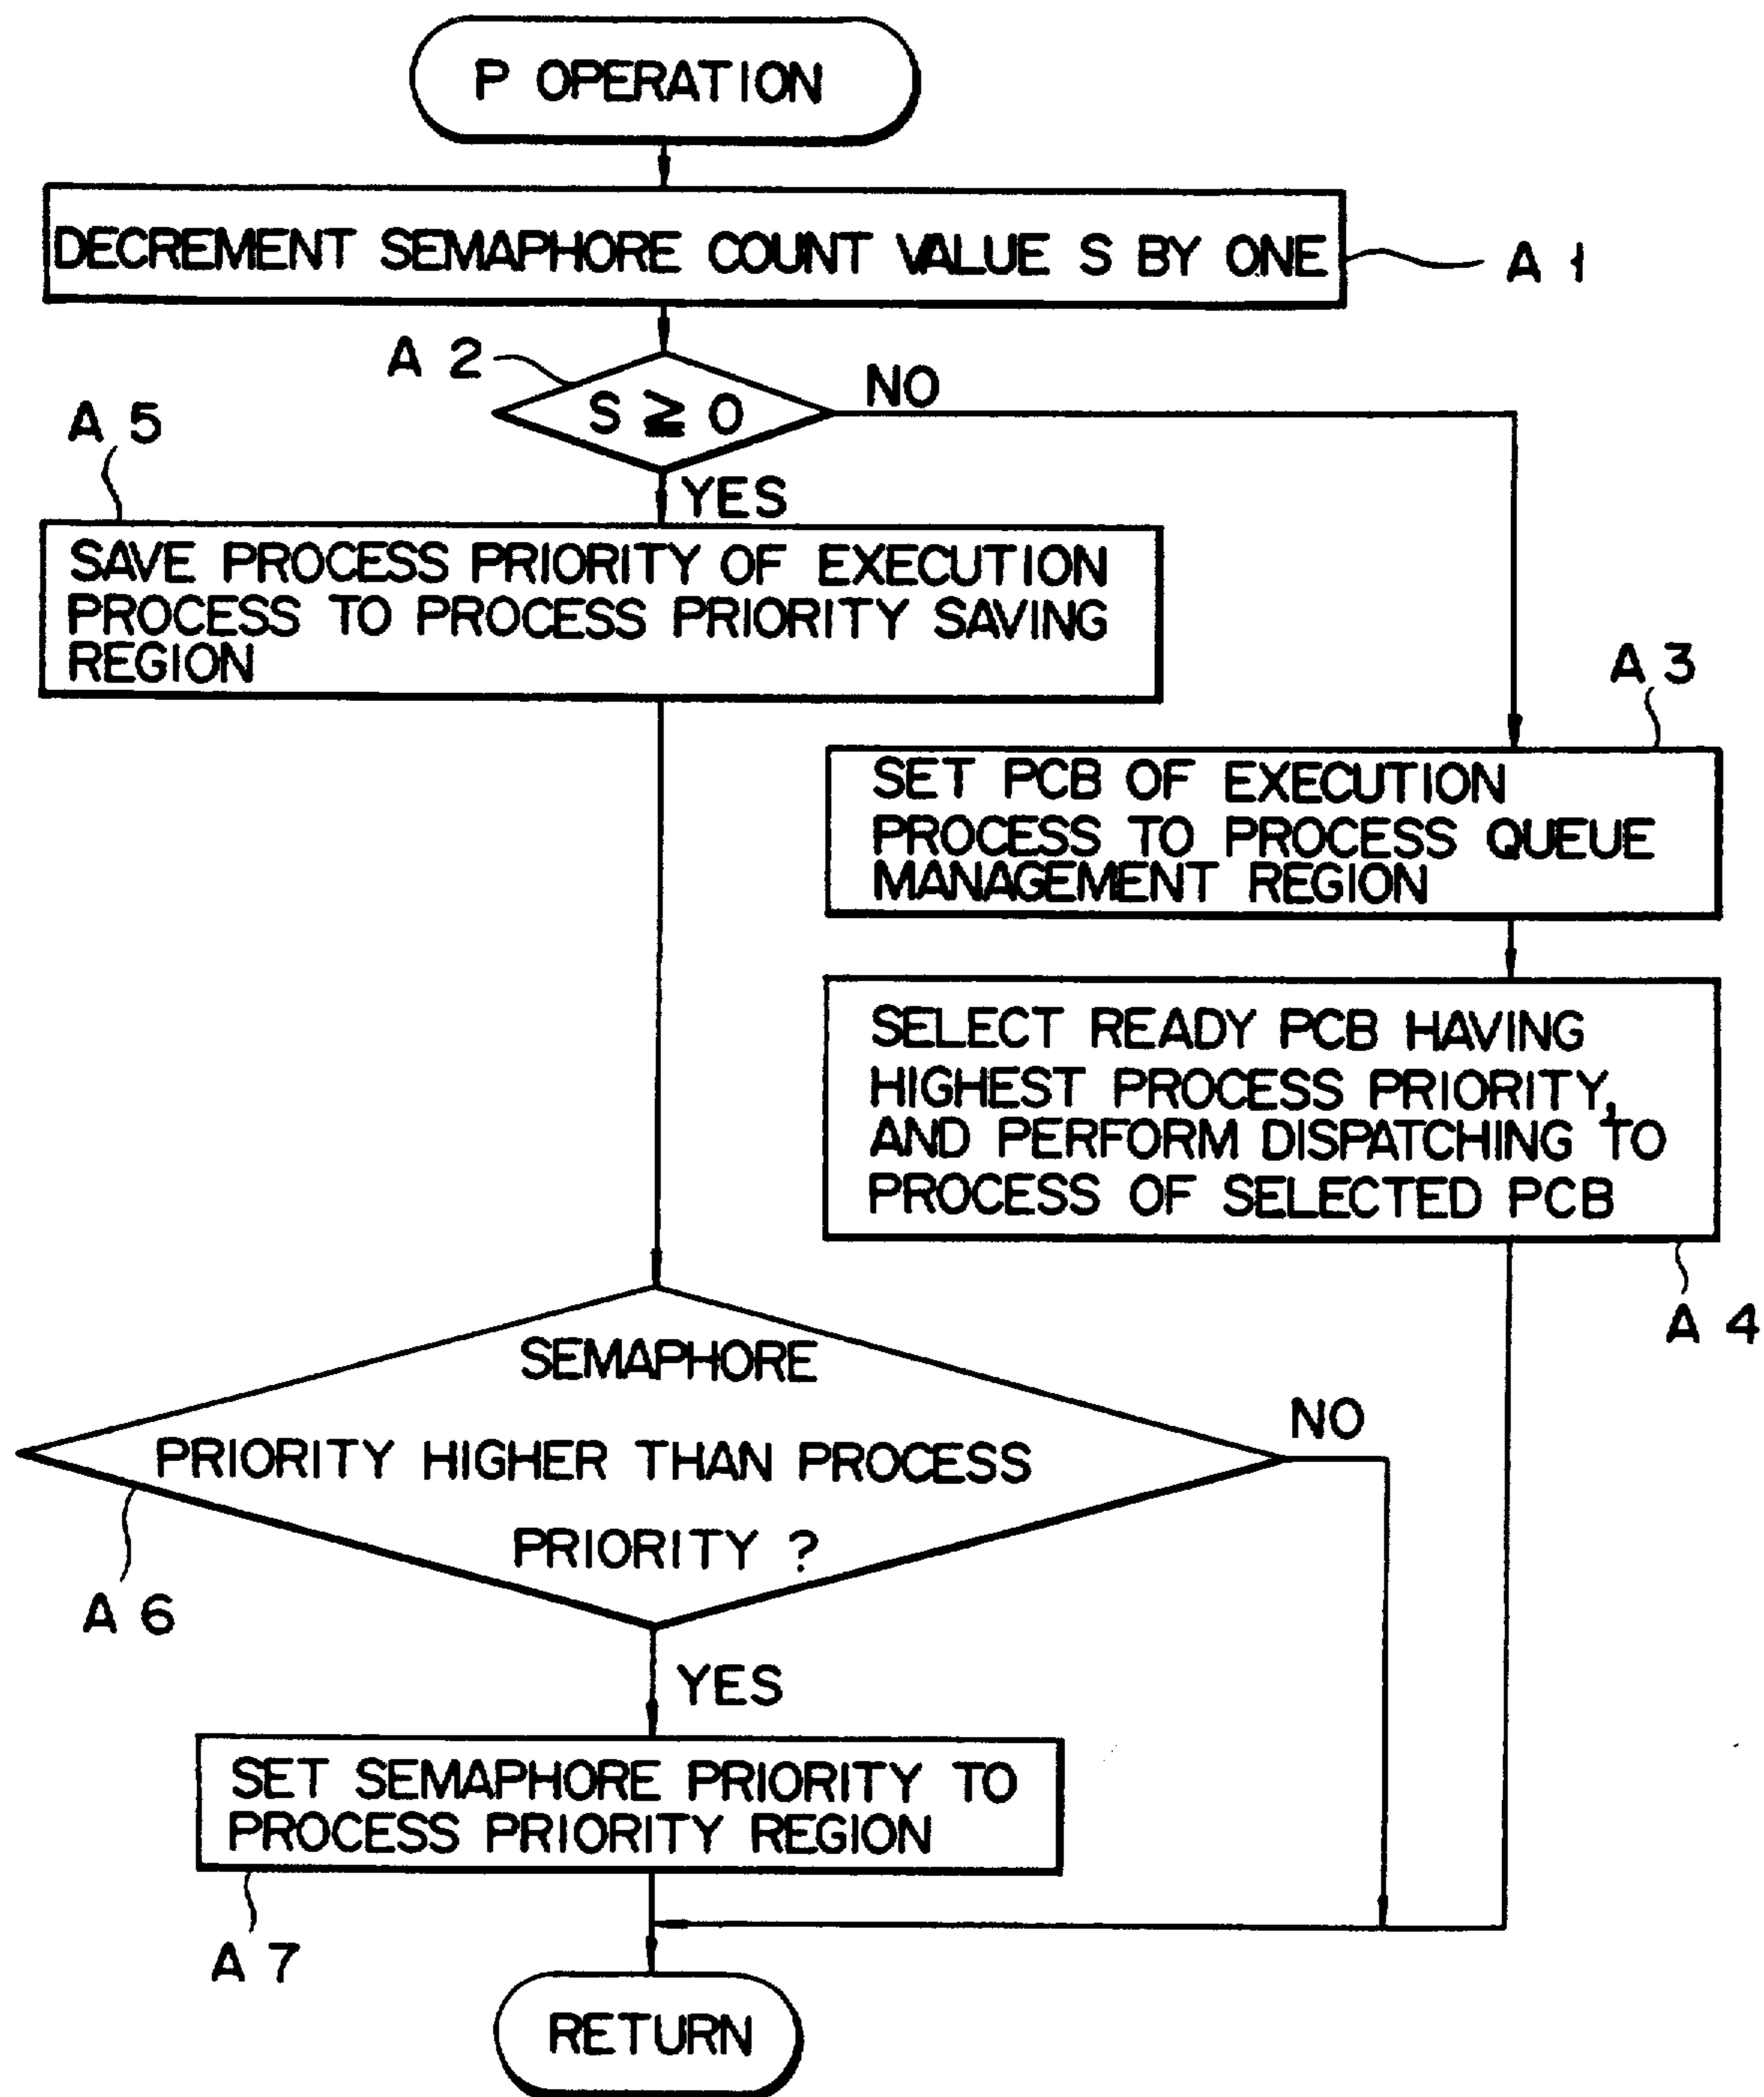 P OPERATION
DECREMENT SEMAPHORE COUNT VALUE S BY ONE
A 1
A 2
S ≧ 0
NO
A 5
YES
SAVE PROCESS PRIORITY OF EXECUTION
PROCESS TO PROCESS PRIORITY SAVING
REGION
A 3
SET PCB OF EXECUTION
PROCESS TO PROCESS QUEUE
MANAGEMENT REGION
SELECT READY PCB HAVING
HIGHEST PROCESS PRIORITY,
AND PERFORM DISPATCHING TO
PROCESS OF SELECTED PCB
A 4
SEMAPHORE
PRIORITY HIGHER THAN PROCESS
PRIORITY ?
NO
A 6
YES
SET SEMAPHORE PRIORITY TO
PROCESS PRIORITY REGION
A 7
RETURN